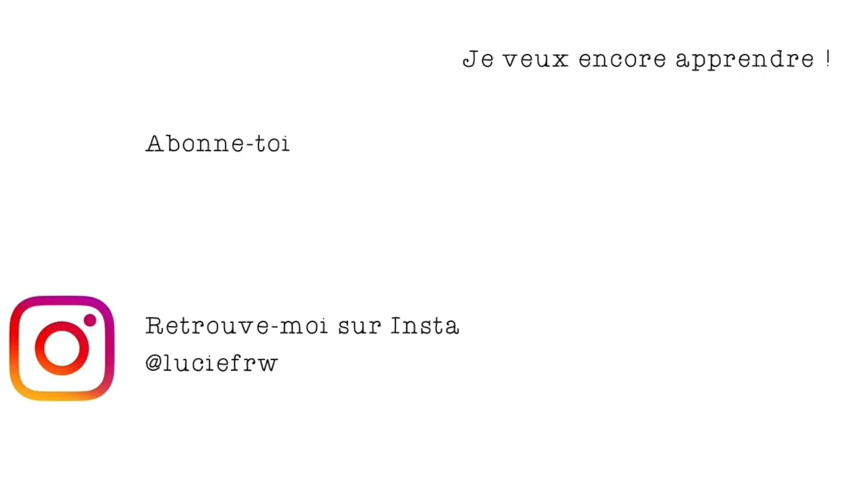 Je veux encore apprendre !
Abonne-toi
Retrouve-moi sur Insta
@luciefrw